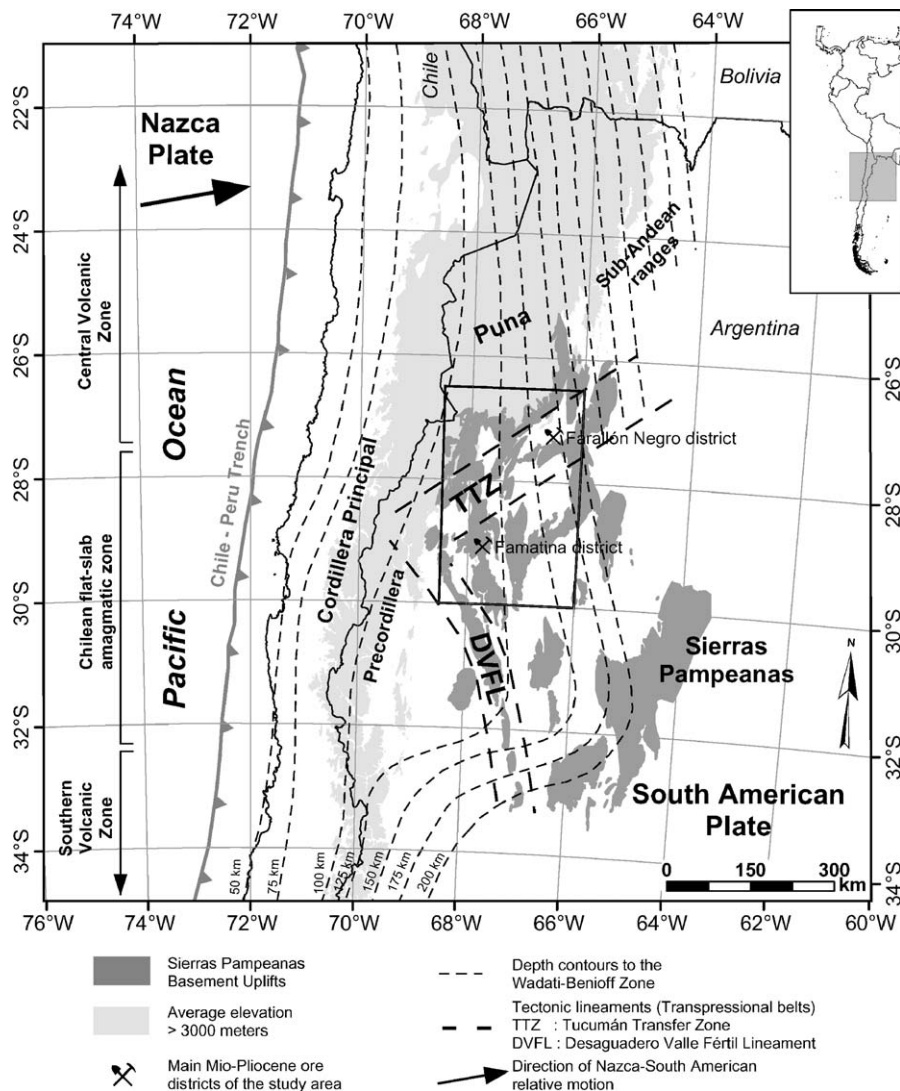 74°W
72°W
70°W
68°W
66°W
22°S
24°S
26°S
28°S
30°S
32°S
34°S
Central Volcanic
Zone
Chilean flat-slab
amagmatic zone
Southern
Volcanic
Zone
Nazca
Plate
Pacific
Ocean
Chile - Peru Trench
Chile
Bolivia
Argentina
Sub-Andean
ranges
Puna
Cordillera Principal
Precordillera
TTZ
DVFL
Farallón Negro district
Famatina district
Sierras
Pampeanas
South American
Plate
N
0
150
300
km
50 km
75 km
100 km
125 km
150 km
175 km
200 km
26°S
28°S
30°S
32°S
34°S
76°W
74°W
72°W
70°W
68°W
66°W
64°W
62°W
60°W
Sierras Pampeanas
Basement Uplifts
Average elevation
> 3000 meters
Main Mio-Pliocene ore
districts of the study area
Depth contours to the
Wadati-Benioff Zone
Tectonic lineaments (Transpressional belts)
TTZ : Tucumán Transfer Zone
DVFL : Desaguadero Valle Fértil Lineament
Direction of Nazca-South American
relative motion